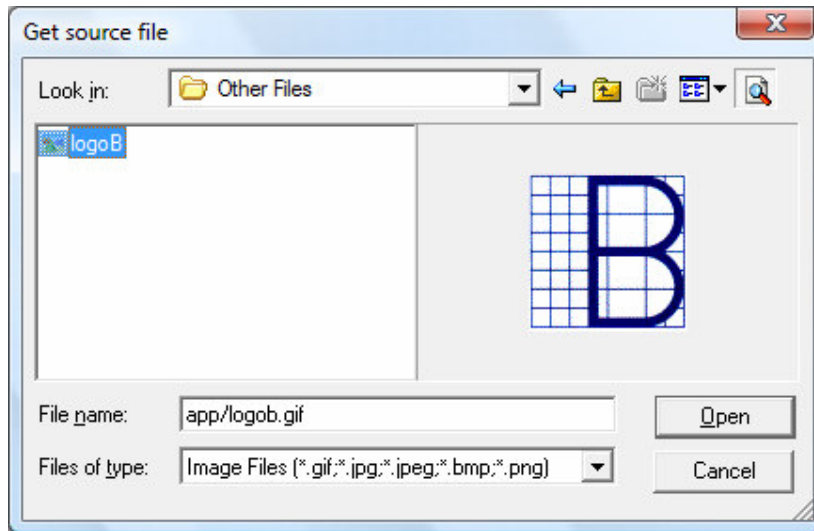 Get source file
Look in: Other Files
logoB
B
File name: app/logob.gif Open
Files of type: Image Files (*.gif;*.jpg;*.jpeg;*.bmp;*.png) Cancel